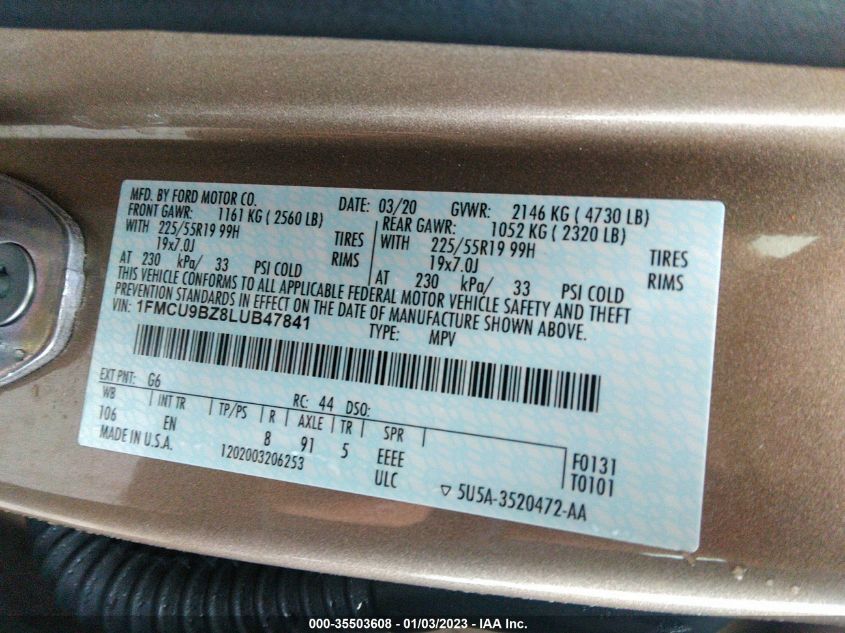 MFD. BY FORD MOTOR CO. DATE: 03/20 GVWR: 2146 KG ( 4730 LB)
FRONT GAWR: 1161 KG ( 2560 LB) REAR GAWR: 1052 KG ( 2320 LB)
WITH 225/55R19 99H TIRES WITH 225/55R19 99H TIRES
19x7.0J RIMS 19x7.0J RIMS
AT 230 kPa/ 33 PSI COLD AT 230 kPa/ 33 PSI COLD
THIS VEHICLE CONFORMS TO ALL APPLICABLE FEDERAL MOTOR VEHICLE SAFETY AND THEFT
PREVENTION STANDARDS IN EFFECT ON THE DATE OF MANUFACTURE SHOWN ABOVE.
VIN: 1FMCU9BZ8LUB47841 TYPE: MPV
EXT PNT: G6 RC: 44 DSO:
WB INT TR TP/PS R AXLE TR SPR
106 EN 8 91 5 EEEE F0131
MADE IN U.S.A. 1202003206253 ULC T0101
▽ 5U5A-3520472-AA
000-35503608 - 01/03/2023 - IAA Inc.